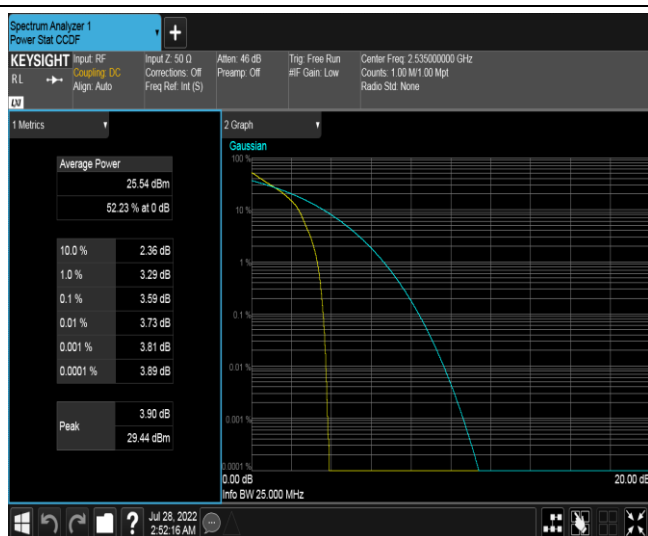 Spectrum Analyzer 1
Power Stat CCDF
+
KEYSIGHT Input: RF Input Z: 50 Ω Atten: 46 dB Trig: Free Run Center Freq: 2.535000000 GHz
RL Coupling: DC Corrections: Off Preamp: Off #IF Gain: Low Counts: 1.00 M/1.00 Mpt
Align: Auto Freq Ref: Int (S) Radio Std: None
LXI
1 Metrics
Average Power
25.54 dBm
52.23 % at 0 dB
10.0 % 2.36 dB
1.0 % 3.29 dB
0.1 % 3.59 dB
0.01 % 3.73 dB
0.001 % 3.81 dB
0.0001 % 3.89 dB
Peak 3.90 dB
29.44 dBm
2 Graph
Gaussian
100 %
10 %
1 %
0.1 %
0.01 %
0.001 %
0.0001 %
0.00 dB 20.00 dB
Info BW 25.000 MHz
? Jul 28, 2022
2:52:16 AM